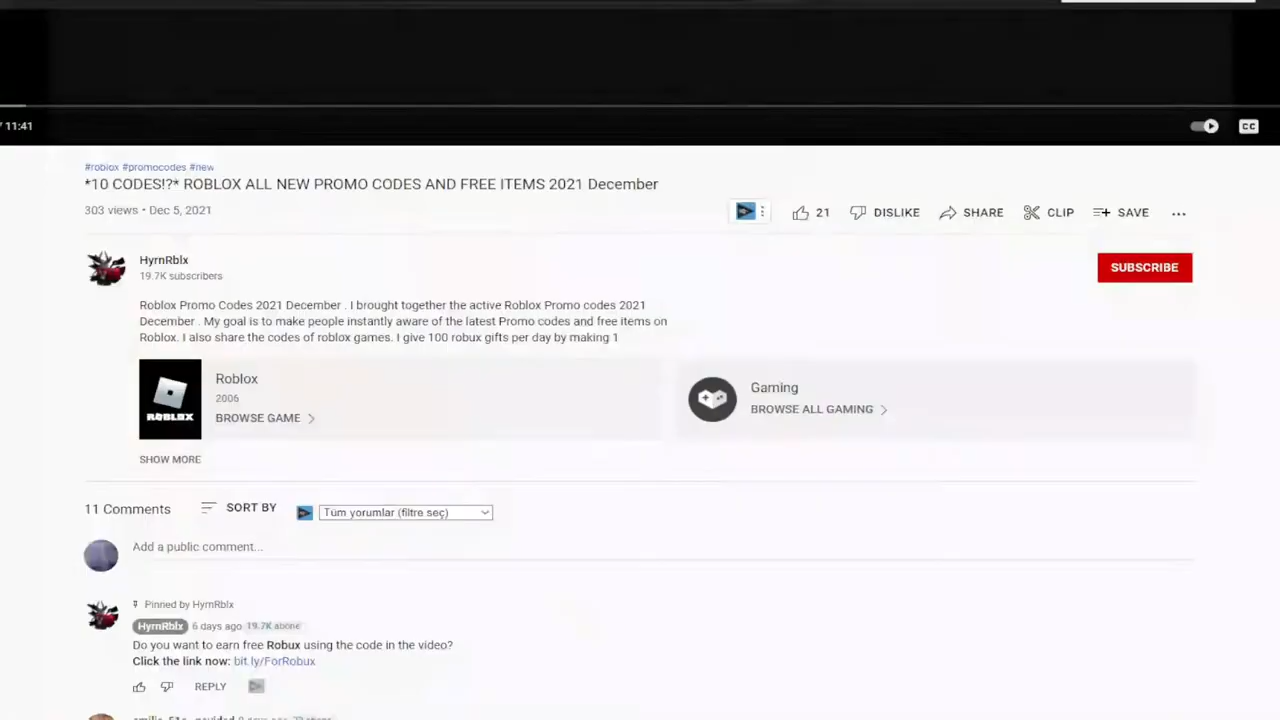 11:41
CC
#roblox #promocodes #new
*10 CODES!?* ROBLOX ALL NEW PROMO CODES AND FREE ITEMS 2021 December
303 views • Dec 5, 2021
21 DISLIKE SHARE CLIP SAVE ...
HyrnRblx
19.7K subscribers
SUBSCRIBE
Roblox Promo Codes 2021 December . I brought together the active Roblox Promo codes 2021
December . My goal is to make people instantly aware of the latest Promo codes and free items on
Roblox. I also share the codes of roblox games. I give 100 robux gifts per day by making 1
ROBLOX
Roblox
2006
BROWSE GAME
Gaming
BROWSE ALL GAMING
SHOW MORE
11 Comments SORT BY Tüm yorumlar (filtre seç)
Add a public comment...
Pinned by HyrnRblx
HyrnRblx 6 days ago 19.7K abone
Do you want to earn free Robux using the code in the video?
Click the link now: bit.ly/ForRobux
REPLY